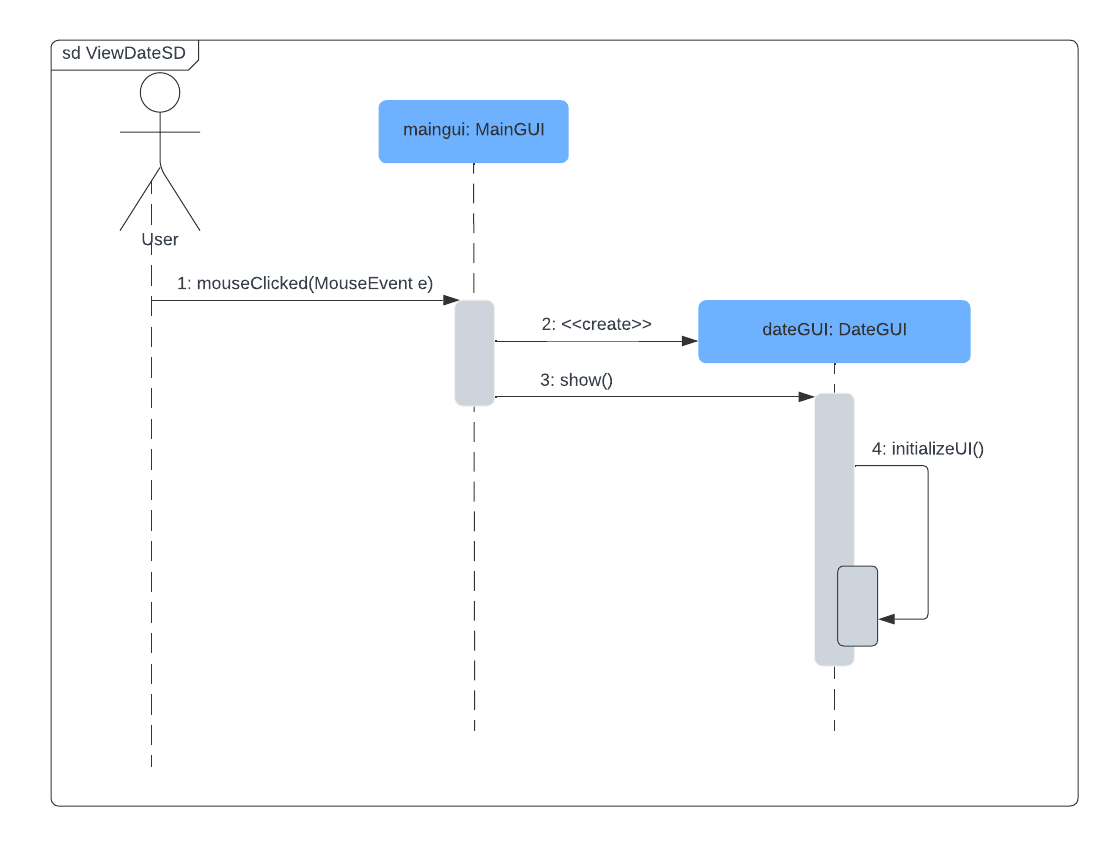 sd ViewDateSD
maingui: MainGUI
User
1: mouseClicked(MouseEvent e)
2: <<create>>
dateGUI: DateGUI
3: show()
4: initializeUI()